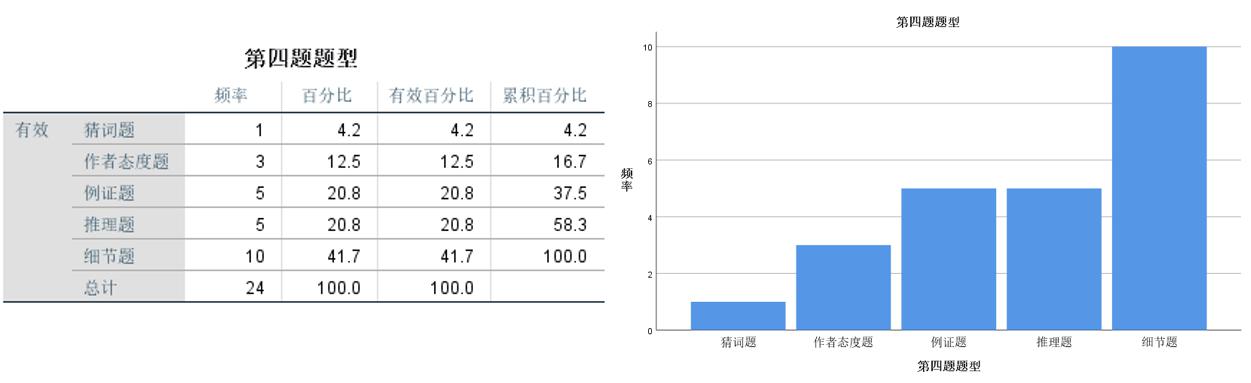 第四题题型
频率 百分比 有效百分比 累积百分比
有效 猜词题 1 4.2 4.2 4.2
作者态度题 3 12.5 12.5 16.7
例证题 5 20.8 20.8 37.5
推理题 5 20.8 20.8 58.3
细节题 10 41.7 41.7 100.0
总计 24 100.0 100.0
第四题题型
10
8
6
4
2
0
频率
猜词题 作者态度题 例证题 推理题 细节题
第四题题型